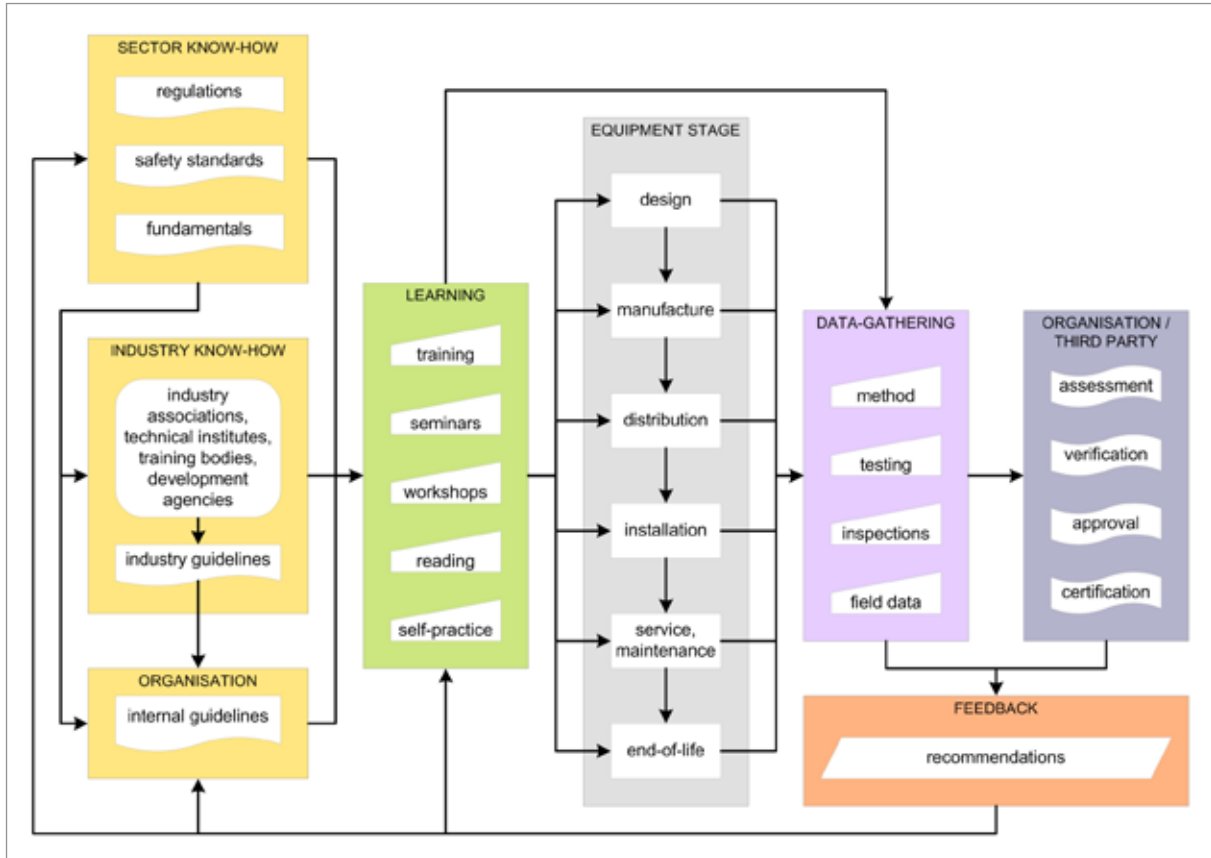 SECTOR KNOW-HOW
regulations
safety standards
fundamentals
INDUSTRY KNOW-HOW
industry
associations,
technical institutes,
training bodies,
development
agencies
industry guidelines
ORGANISATION
internal guidelines
LEARNING
training
seminars
workshops
reading
self-practice
EQUIPMENT STAGE
design
manufacture
distribution
installation
service,
maintenance
end-of-life
DATA-GATHERING
method
testing
inspections
field data
ORGANISATION /
THIRD PARTY
assessment
verification
approval
certification
FEEDBACK
recommendations